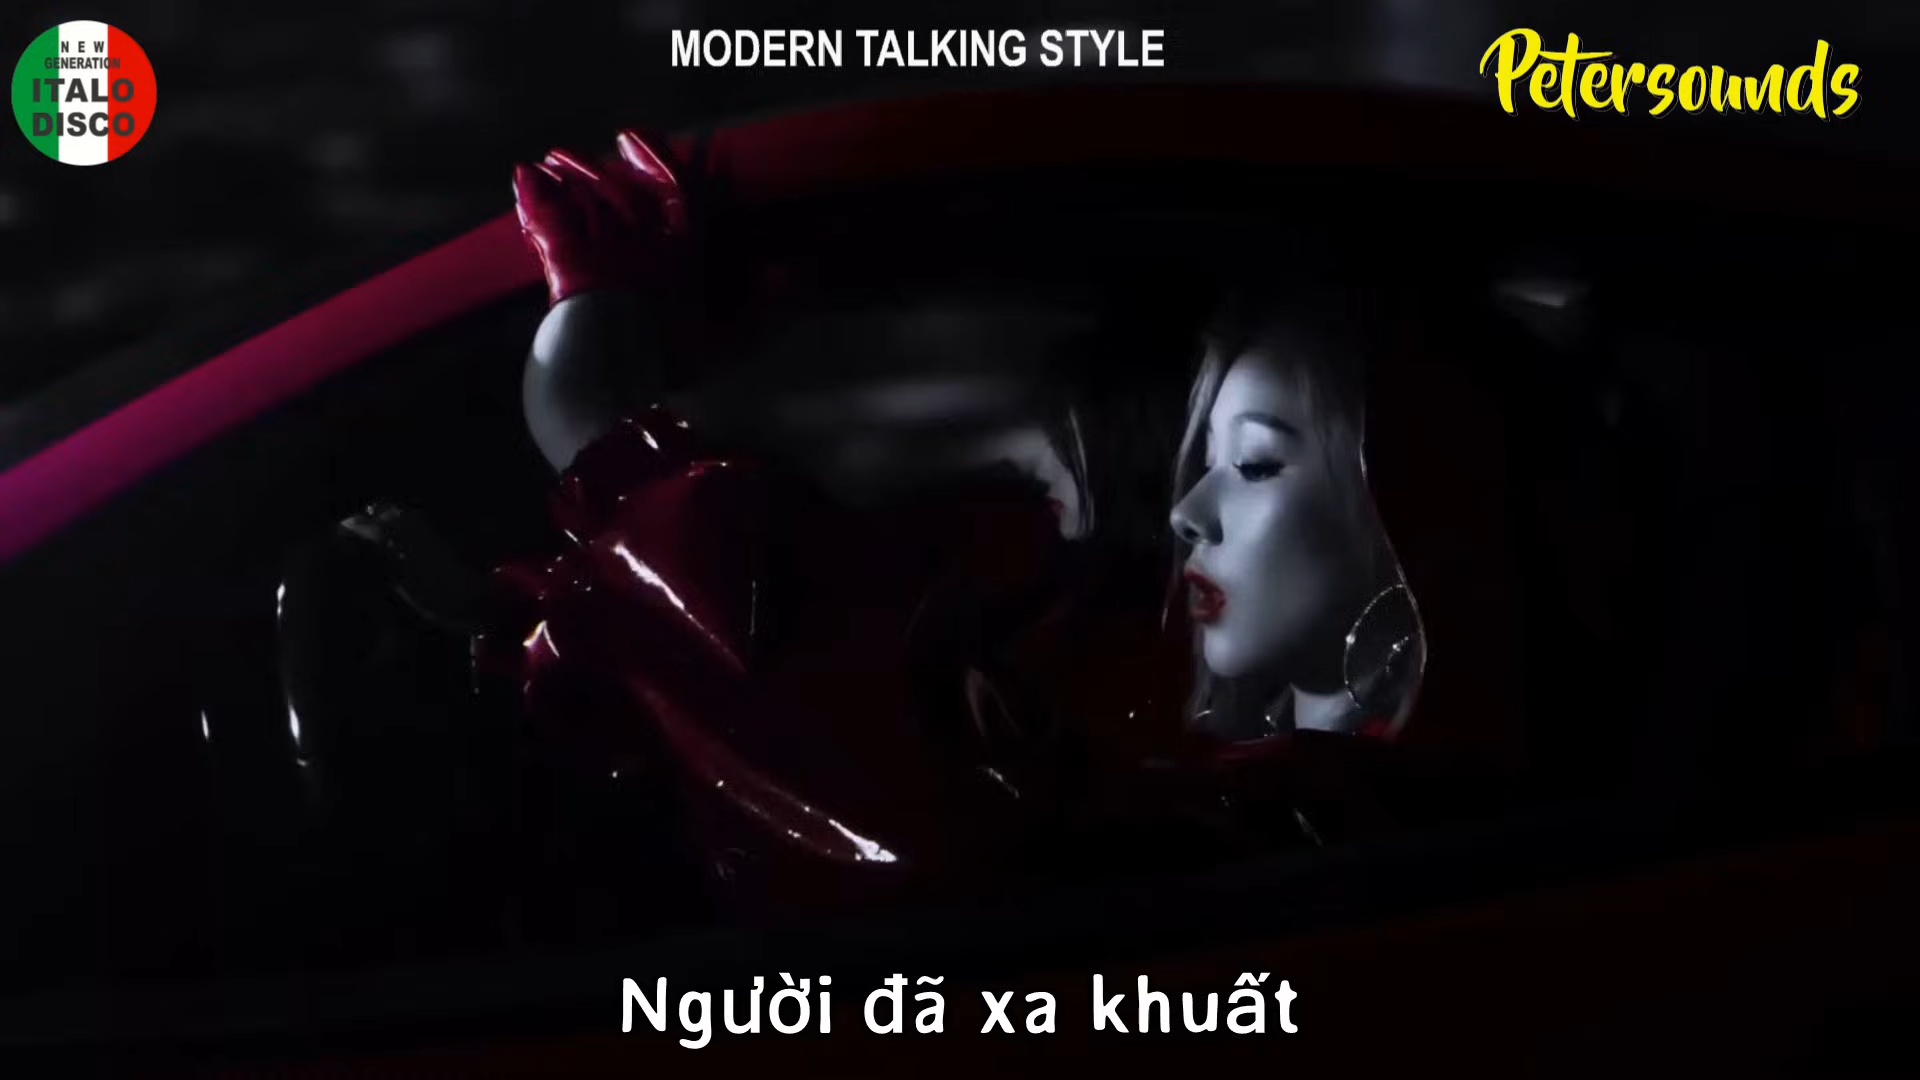 NEW
GENERATION
ITALO
DISCO
MODERN TALKING STYLE
Petersounds
Người đã xa khuất